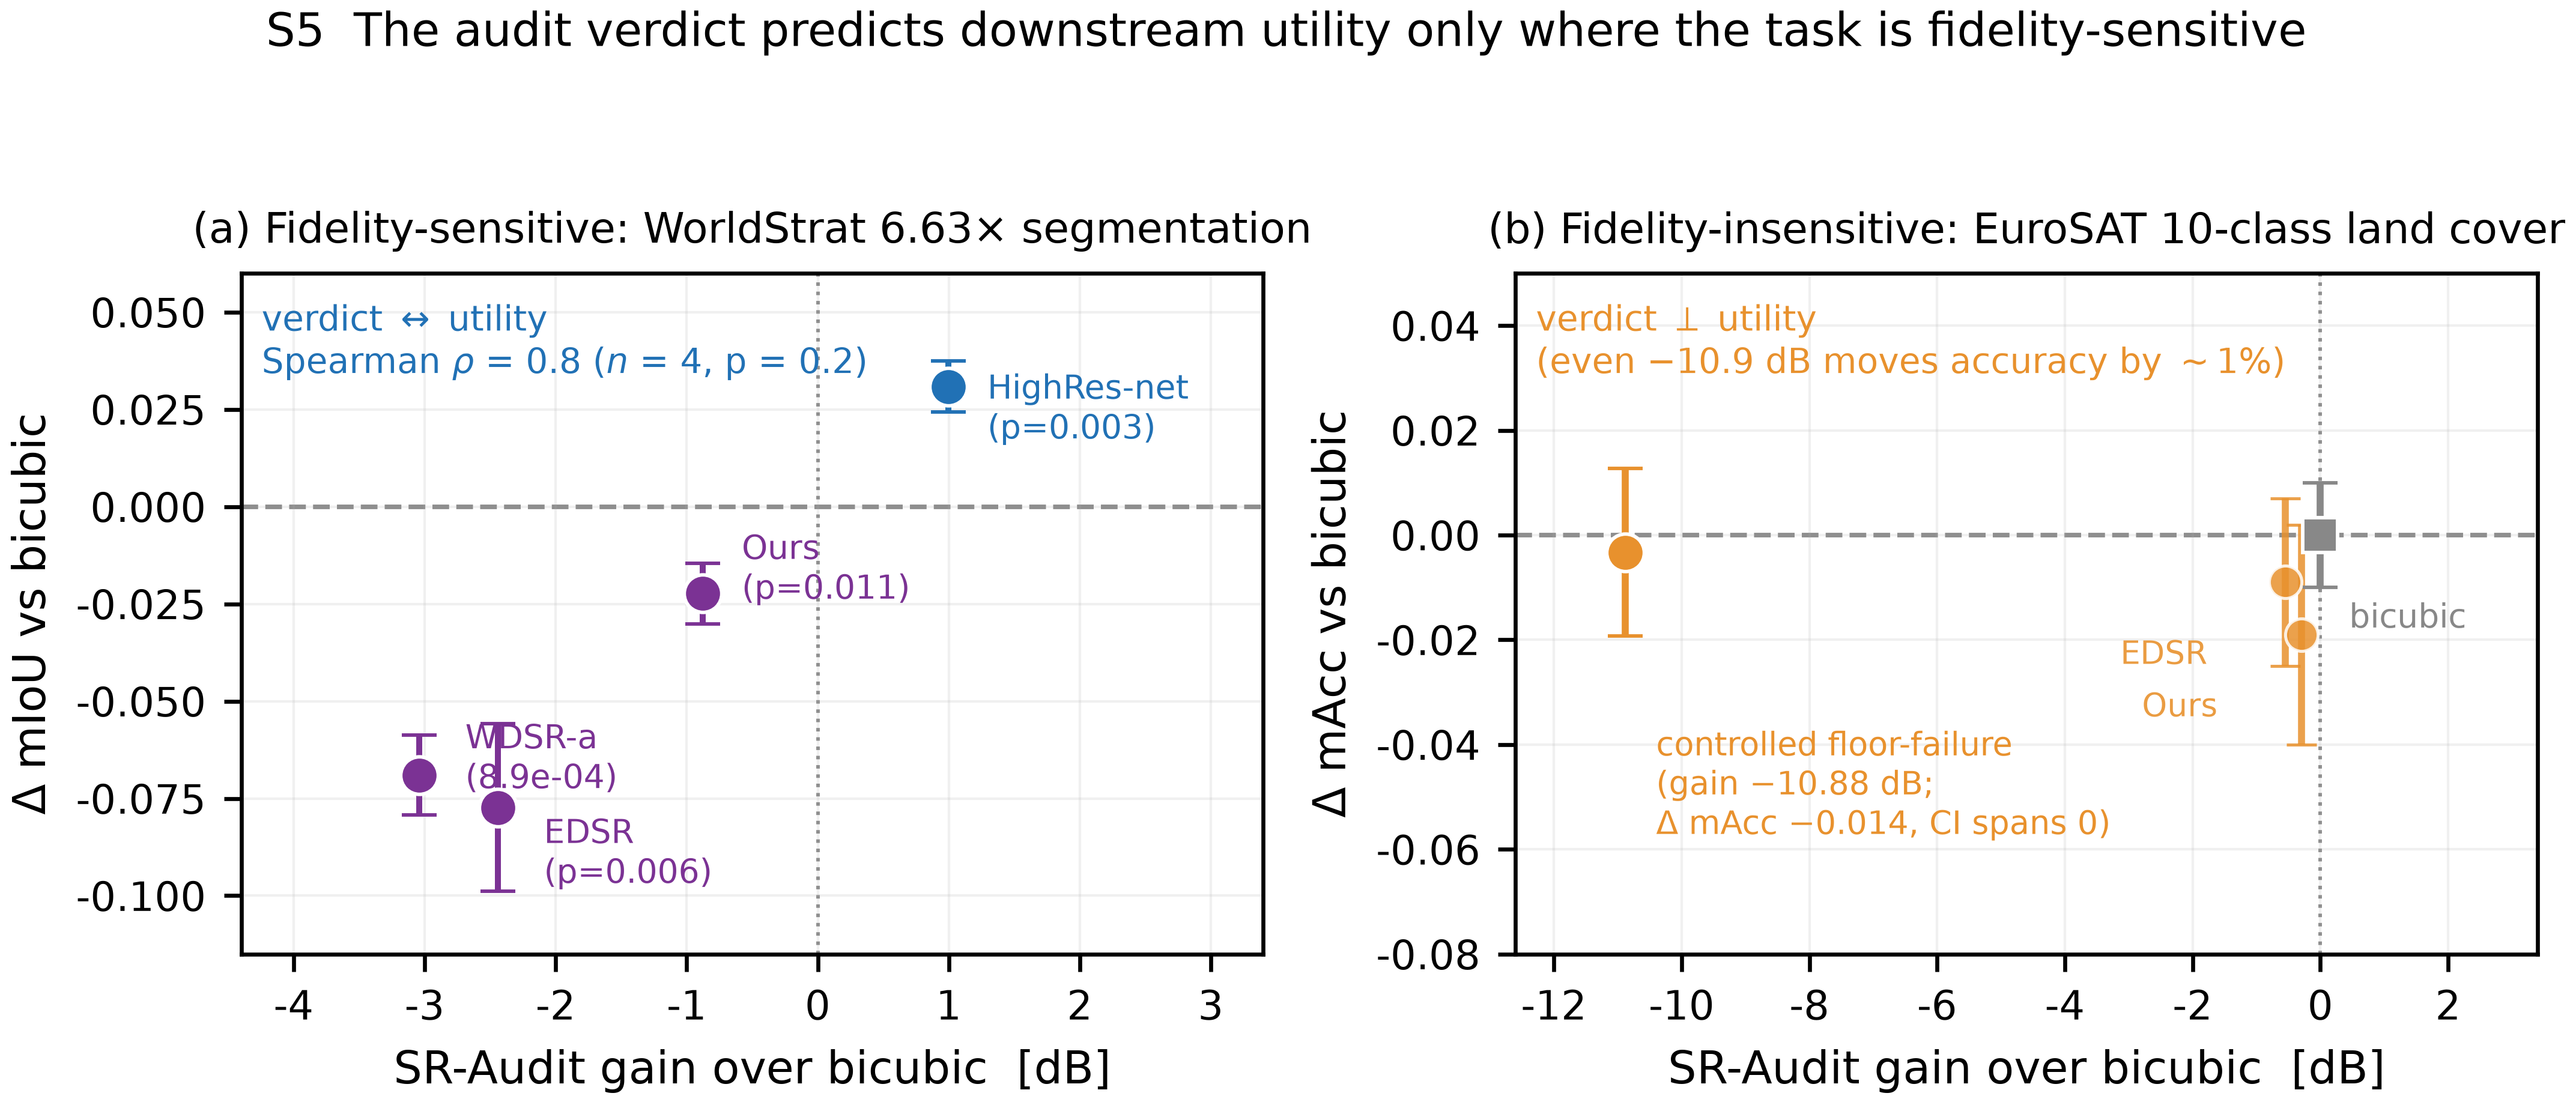 S5  The audit verdict predicts downstream utility only where the task is fidelity-sensitive
(a) Fidelity-sensitive: WorldStrat 6.63× segmentation
Δ mIoU vs bicubic
0.050
0.025
0.000
-0.025
-0.050
-0.075
-0.100
verdict ↔ utility
Spearman ρ = 0.8 (n = 4, p = 0.2)
HighRes-net
(p=0.003)
Ours
(p=0.011)
WDSR-a
(8.9e-04)
EDSR
(p=0.006)
-4 -3 -2 -1 0 1 2 3
SR-Audit gain over bicubic  [dB]
(b) Fidelity-insensitive: EuroSAT 10-class land cover
Δ mAcc vs bicubic
0.04
0.02
0.00
-0.02
-0.04
-0.06
-0.08
verdict ⊥ utility
(even −10.9 dB moves accuracy by ~1%)
bicubic
EDSR
Ours
controlled floor-failure
(gain −10.88 dB;
Δ mAcc −0.014, CI spans 0)
-12 -10 -8 -6 -4 -2 0 2
SR-Audit gain over bicubic  [dB]